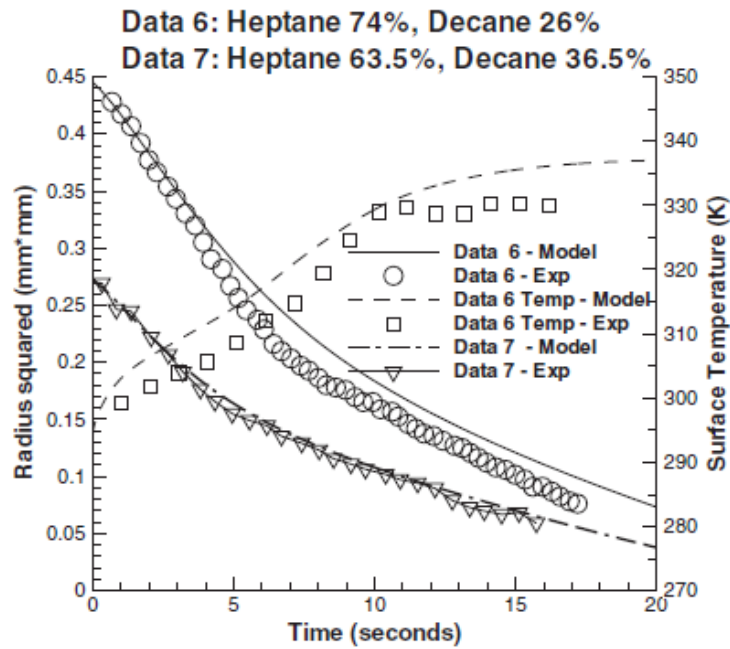 Data 6: Heptane 74%, Decane 26%
Data 7: Heptane 63.5%, Decane 36.5%
0.45
0.4
0.35
0.3
0.25
0.2
0.15
0.1
0.05
0
Radius squared (mm*mm)
350
340
330
320
310
300
290
280
270
Surface Temperature (K)
Data 6 - Model
Data 6 - Exp
Data 6 Temp - Model
Data 6 Temp - Exp
Data 7 - Model
Data 7 - Exp
0 5 10 15 20
Time (seconds)